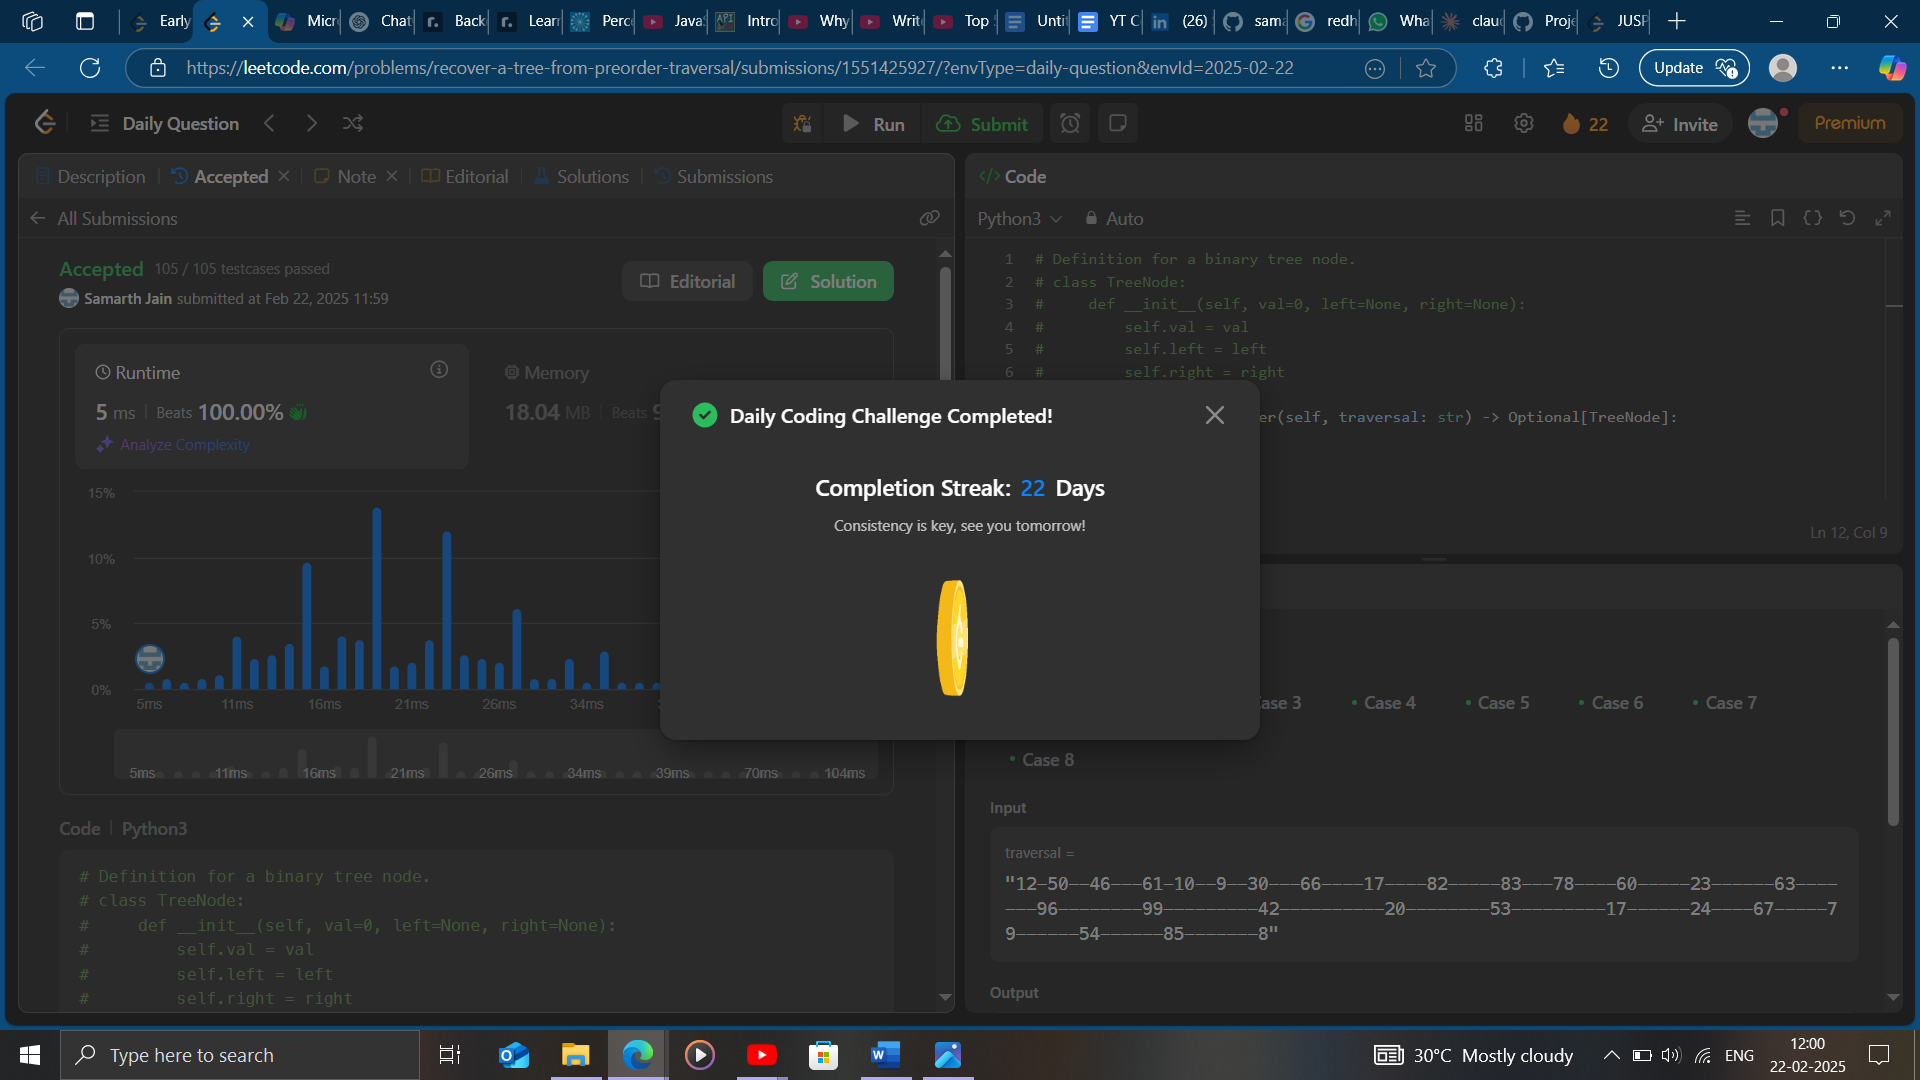 Early
Micr
Chat
Back
Lear
Perc
Java
Intro
Why
Write
Top
Unti
YT C
(26)
sama
redh
Wha
clau
Proj
JUSP
https://leetcode.com/problems/recover-a-tree-from-preorder-traversal/submissions/1551425927/?envType=daily-question&envId=2025-02-22
Update
Daily Question
Run
Submit
22
Invite
Premium
Description
Accepted
Note
Editorial
Solutions
Submissions
All Submissions
Accepted 105 / 105 testcases passed
Samarth Jain submitted at Feb 22, 2025 11:59
Editorial
Solution
Runtime
5 ms | Beats 100.00%
Analyze Complexity
Memory
18.04 MB | Beats 9
15%
10%
5%
0%
5ms 11ms 16ms 21ms 26ms 34ms
5ms 11ms 16ms 21ms 26ms 34ms 39ms 70ms 104ms
Code | Python3
# Definition for a binary tree node.
# class TreeNode:
#     def __init__(self, val=0, left=None, right=None):
#         self.val = val
#         self.left = left
#         self.right = right
Daily Coding Challenge Completed!
Completion Streak: 22 Days
Consistency is key, see you tomorrow!
</> Code
Python3
Auto
1 # Definition for a binary tree node.
2 # class TreeNode:
3 #     def __init__(self, val=0, left=None, right=None):
4 #         self.val = val
5 #         self.left = left
6 #         self.right = right
er(self, traversal: str) -> Optional[TreeNode]:
Ln 12, Col 9
ase 3
Case 4
Case 5
Case 6
Case 7
Case 8
Input
traversal =
"12-50--46---61-10--9--30---66----17----82-----83---78----60-----23------63----
---96--------99---------42----------20--------53---------17------24----67-----7
9------54------85-------8"
Output
Type here to search
30°C Mostly cloudy
ENG
12:00
22-02-2025